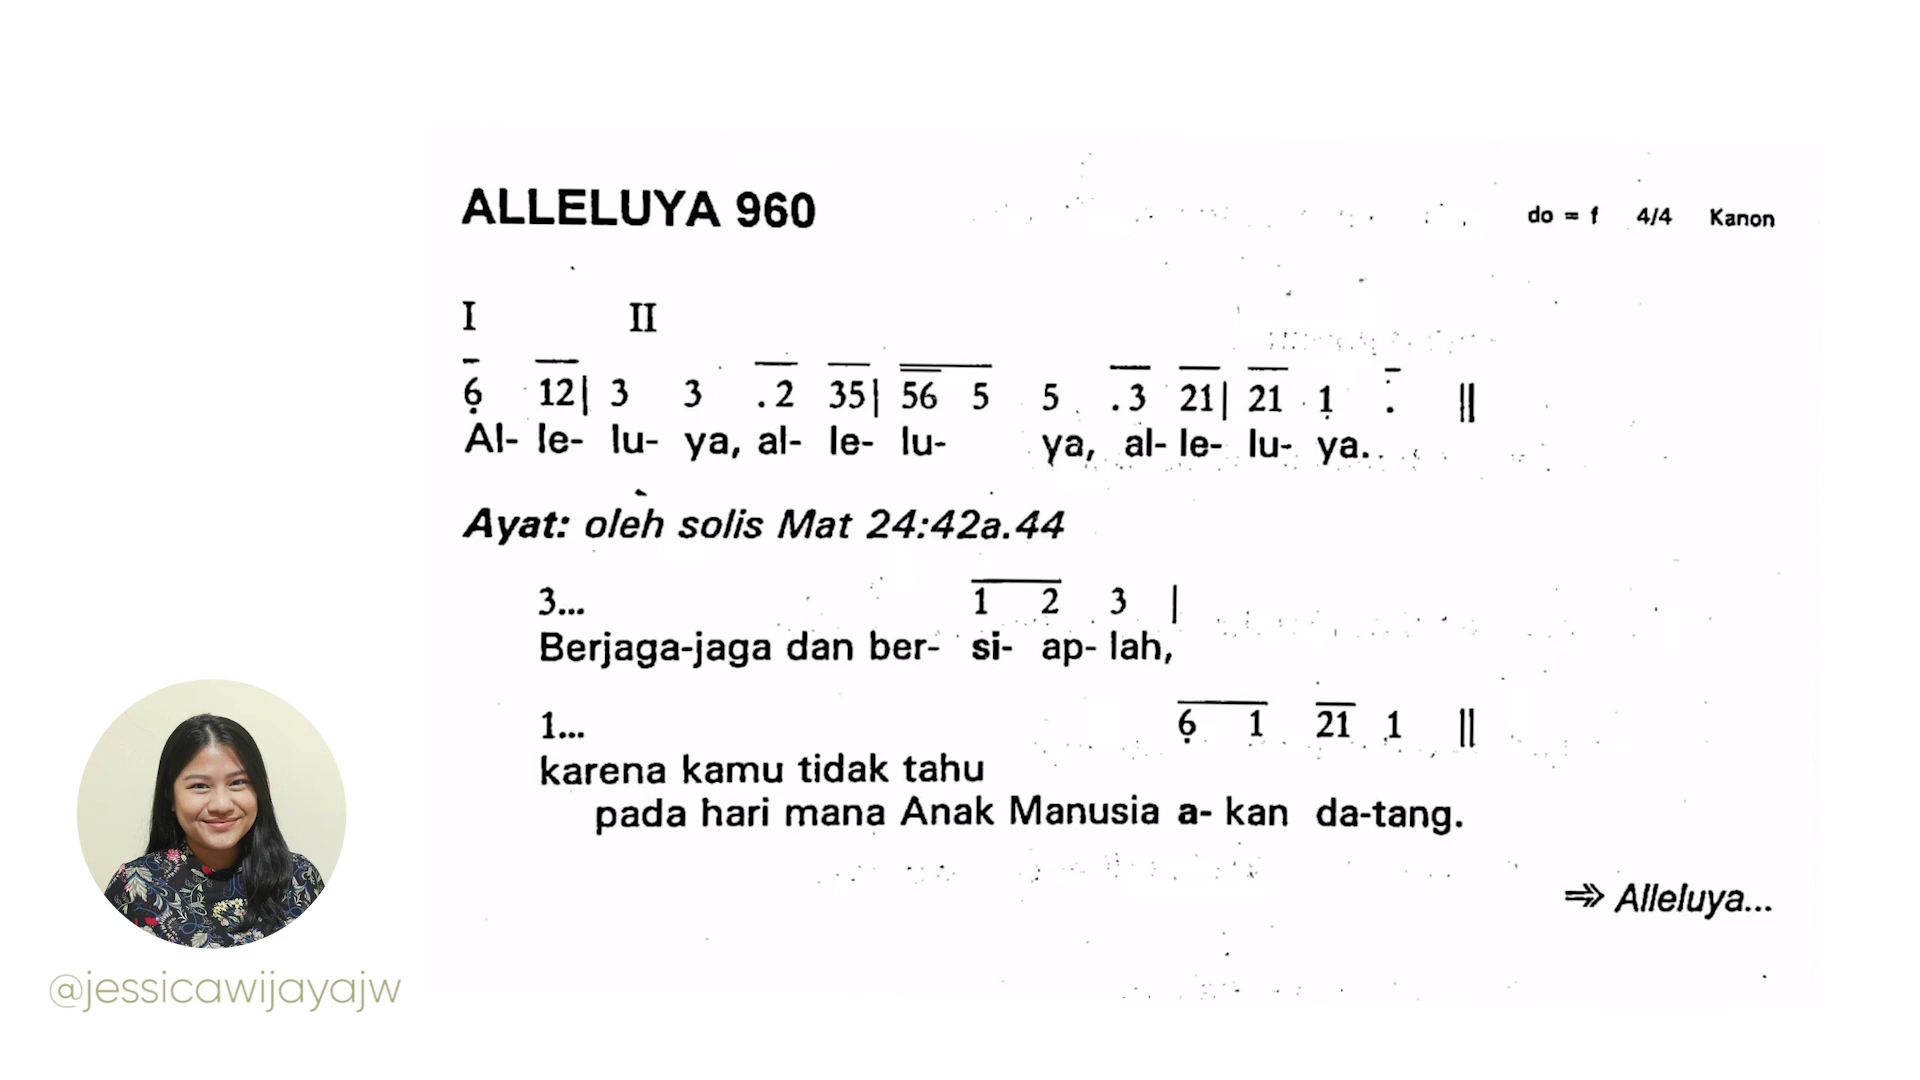 ALLELUYA 960
do = f 4/4 Kanon
I II
6̣ 12| 3 3 .2 35| 56 5 5 .3 21| 21 1 . ||
Al- le- lu- ya, al- le- lu- ya, al- le- lu- ya.
Ayat: oleh solis Mat 24:42a.44
3... 1 2 3 |
Berjaga-jaga dan ber- si- ap- lah,
1... 6̣ 1 21 1 ||
karena kamu tidak tahu
pada hari mana Anak Manusia a- kan da-tang.
⇒ Alleluya...
@jessicawijayajw